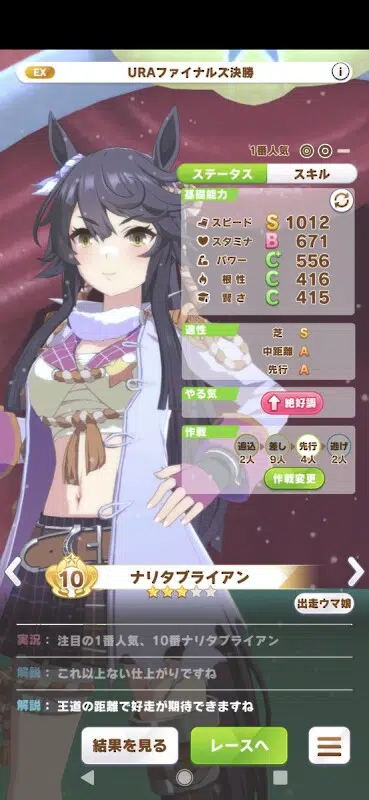 EX URAファイナルズ決勝 i
1番人気 ◎ ◎ ー
ステータス スキル
基礎能力
スピード S 1012
スタミナ B 671
パワー C+ 556
根性 C 416
賢さ C 415
適性
芝 S
中距離 A
先行 A
やる気 絶好調
作戦
追込 差し 先行 逃げ
2人 9人 4人 2人
作戦変更
10 ナリタブライアン
出走ウマ娘
実況： 注目の1番人気、10番ナリタブライアン
解説： これ以上ない仕上がりですね
解説： 王道の距離で好走が期待できますね
結果を見る レースへ